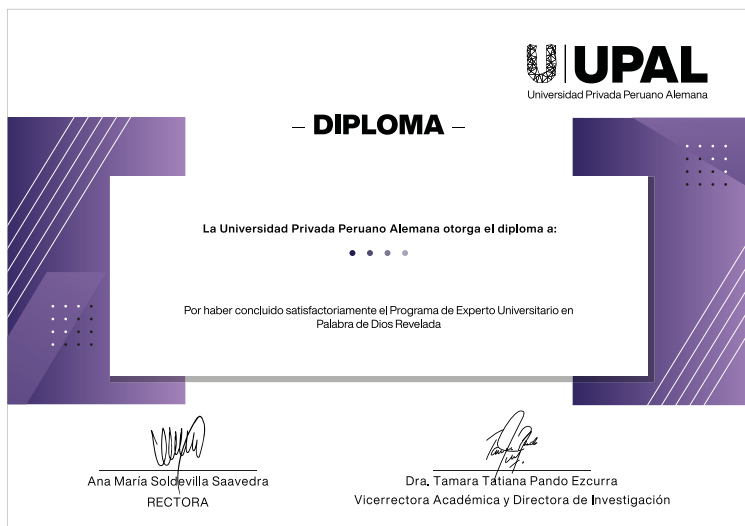 UPAL
Universidad Privada Peruano Alemana
– DIPLOMA –
La Universidad Privada Peruano Alemana otorga el diploma a:
Por haber concluido satisfactoriamente el Programa de Experto Universitario en
Palabra de Dios Revelada
Ana María Soldevilla Saavedra
RECTORA
Dra. Tamara Tatiana Pando Ezcurra
Vicerrectora Académica y Directora de Investigación